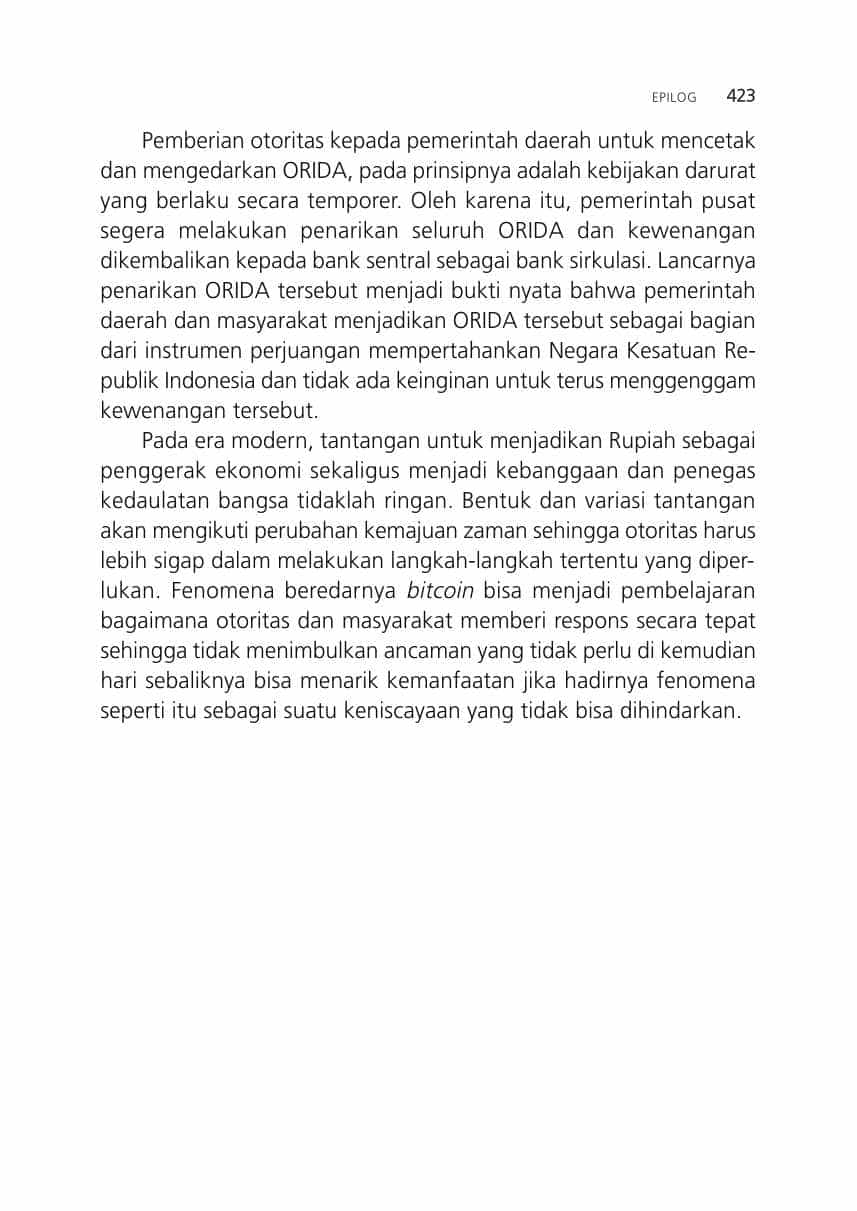 EPILOG 423
Pemberian otoritas kepada pemerintah daerah untuk mencetak
dan mengedarkan ORIDA, pada prinsipnya adalah kebijakan darurat
yang berlaku secara temporer. Oleh karena itu, pemerintah pusat
segera melakukan penarikan seluruh ORIDA dan kewenangan
dikembalikan kepada bank sentral sebagai bank sirkulasi. Lancarnya
penarikan ORIDA tersebut menjadi bukti nyata bahwa pemerintah
daerah dan masyarakat menjadikan ORIDA tersebut sebagai bagian
dari instrumen perjuangan mempertahankan Negara Kesatuan Re-
publik Indonesia dan tidak ada keinginan untuk terus menggenggam
kewenangan tersebut.
Pada era modern, tantangan untuk menjadikan Rupiah sebagai
penggerak ekonomi sekaligus menjadi kebanggaan dan penegas
kedaulatan bangsa tidaklah ringan. Bentuk dan variasi tantangan
akan mengikuti perubahan kemajuan zaman sehingga otoritas harus
lebih sigap dalam melakukan langkah-langkah tertentu yang diper-
lukan. Fenomena beredarnya bitcoin bisa menjadi pembelajaran
bagaimana otoritas dan masyarakat memberi respons secara tepat
sehingga tidak menimbulkan ancaman yang tidak perlu di kemudian
hari sebaliknya bisa menarik kemanfaatan jika hadirnya fenomena
seperti itu sebagai suatu keniscayaan yang tidak bisa dihindarkan.